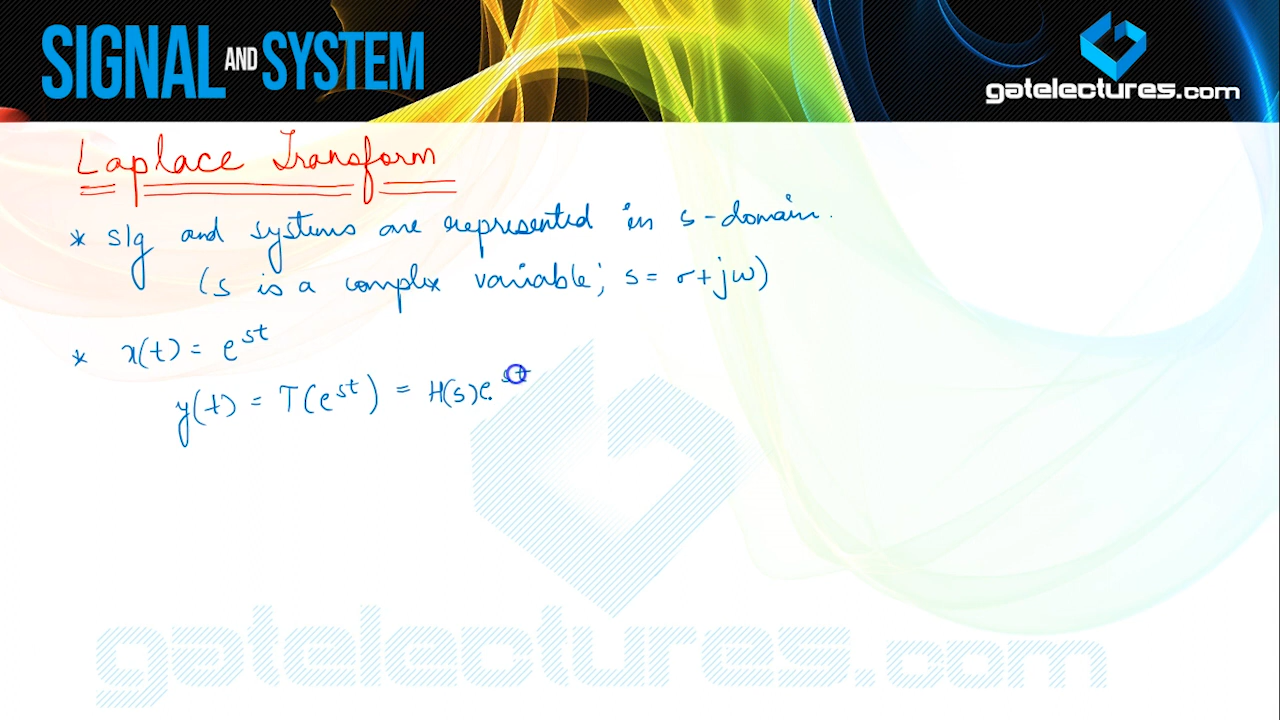 SIGNAL AND SYSTEM
gatelectures.com
Laplace Transform
* s/g and systems are represented in s-domain.
(s is a complex variable; s = σ+jω)
* x(t) = e^st
y(t) = T(e^st) = H(s)e^st
gatelectures.com